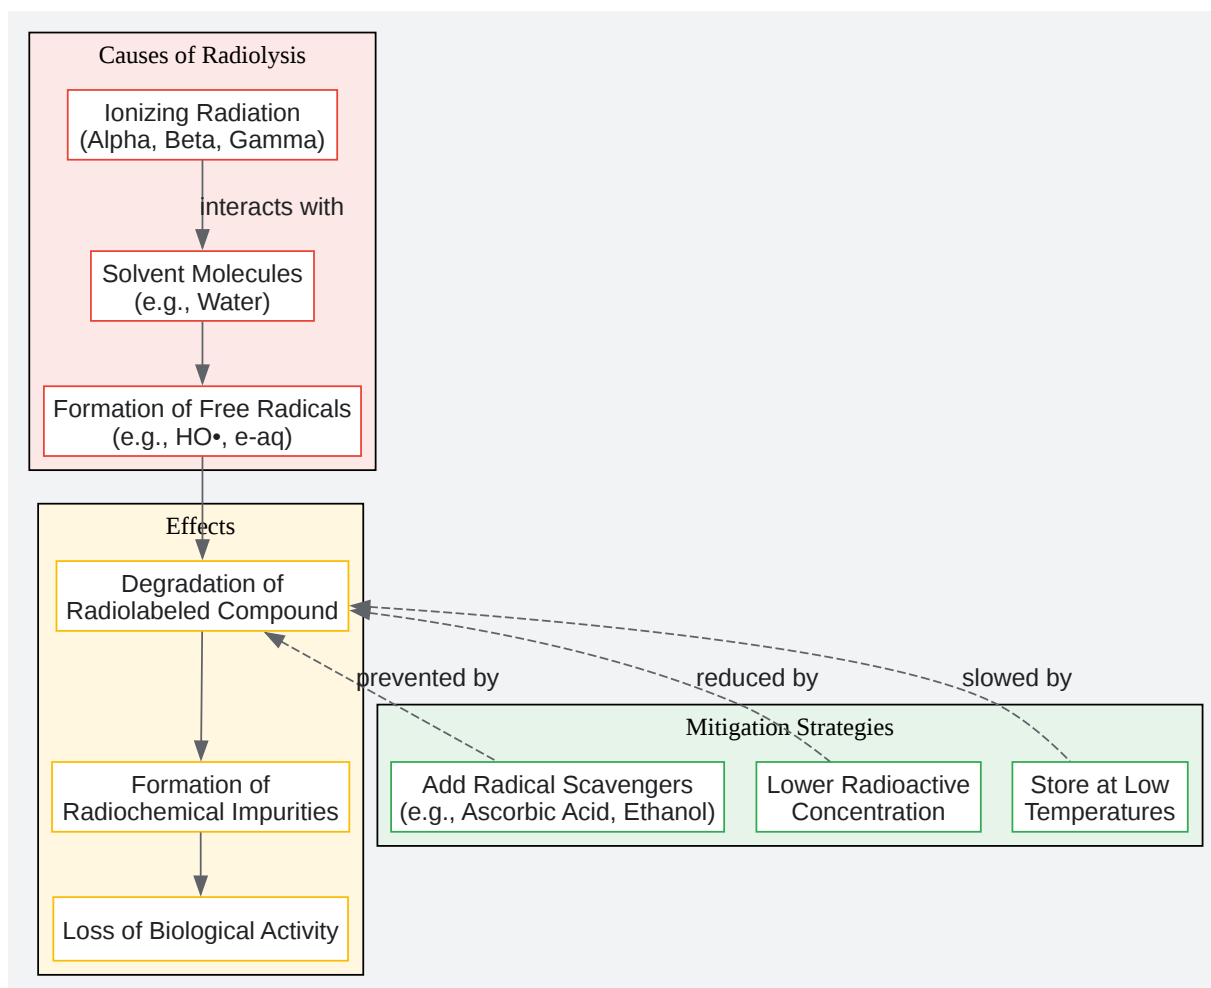 Causes of Radiolysis
Ionizing Radiation
(Alpha, Beta, Gamma)
interacts with
Solvent Molecules
(e.g., Water)
Formation of Free Radicals
(e.g., HO•, e-aq)
Effects
Degradation of
Radiolabeled Compound
prevented by
reduced by
slowed by
Mitigation Strategies
Add Radical Scavengers
(e.g., Ascorbic Acid, Ethanol)
Lower Radioactive
Concentration
Store at Low
Temperatures
Formation of
Radiochemical Impurities
Loss of Biological Activity